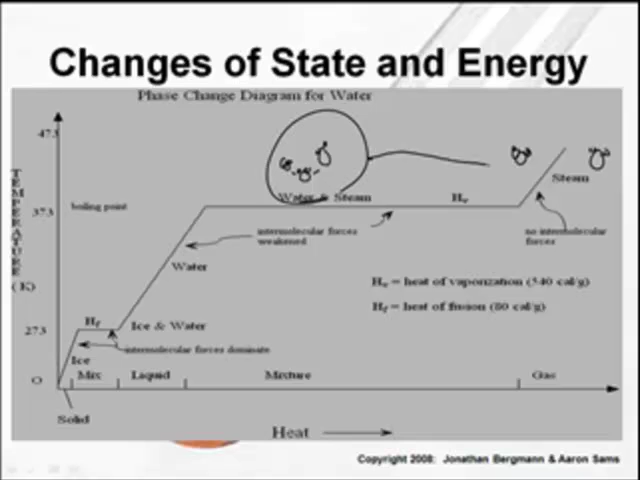 Changes of State and Energy
Phase Change Diagram for Water
473
TEMPERATURE
(K)
373
boiling point
Water & Steam
Hv
Steam
intermolecular forces
weakened
no intermolecular
forces
Water
Hv = heat of vaporization (540 cal/g)
Hf = heat of fusion (80 cal/g)
273
Hf
Ice & Water
intermolecular forces dominate
Ice
O
Mix
Liquid
Mixture
Gas
Solid
Heat
Copyright 2008: Jonathan Bergmann & Aaron Sams